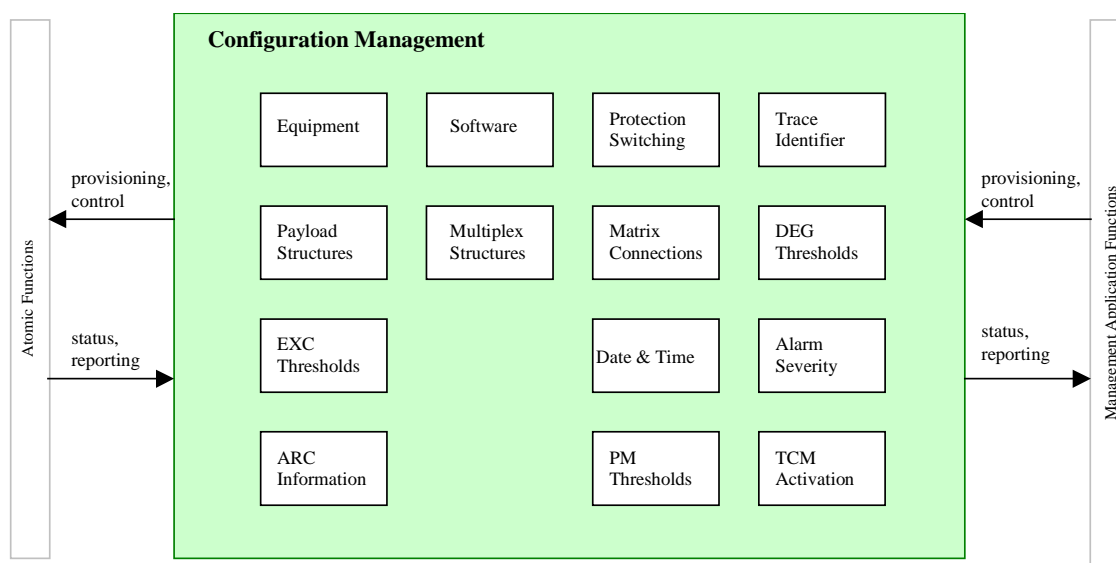 Configuration Management
Equipment
Software
Protection
Switching
Trace
Identifier
provisioning,
control
provisioning,
control
Payload
Structures
Multiplex
Structures
Matrix
Connections
DEG
Thresholds
Atomic Functions
Management Application Functions
status,
reporting
EXC
Thresholds
Date & Time
Alarm
Severity
status,
reporting
ARC
Information
PM
Thresholds
TCM
Activation